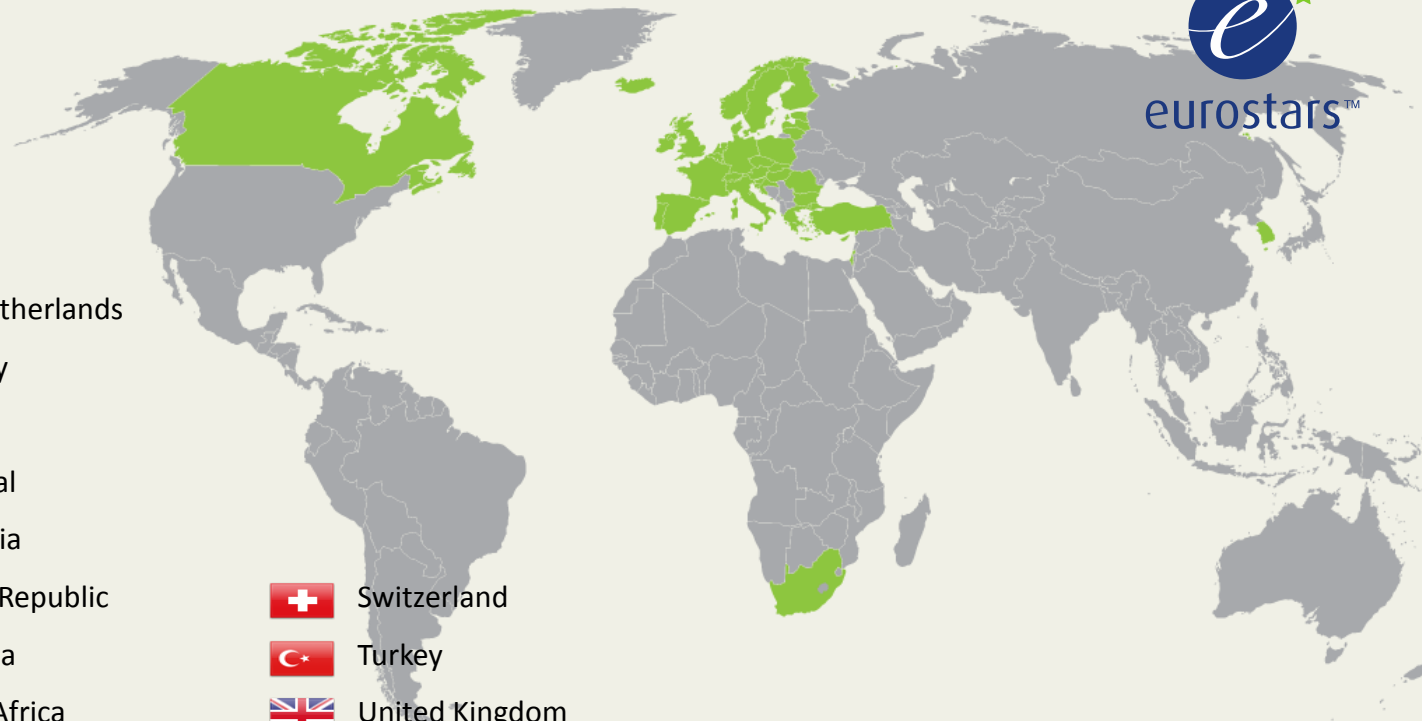 eurostars™
therlands
y
al
ia
Republic
a
Africa
Switzerland
Turkey
United Kingdom